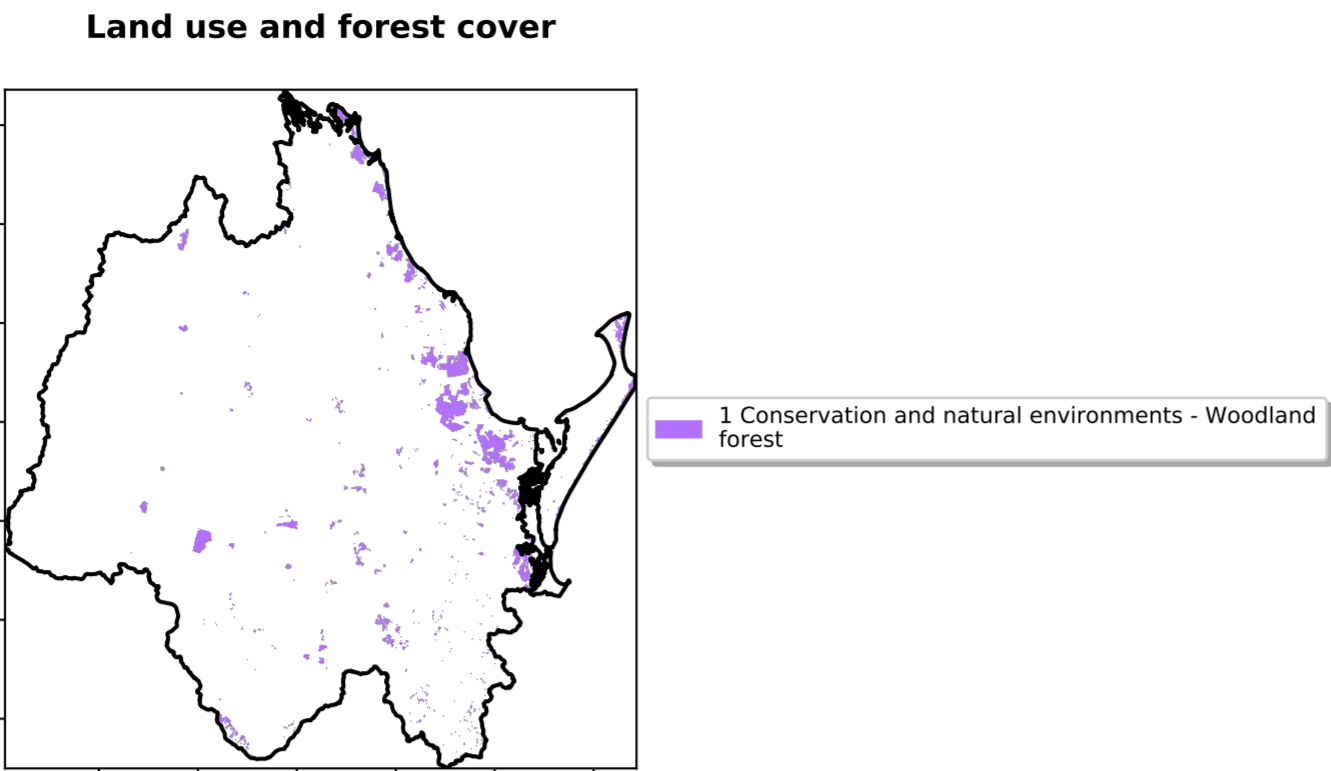 Land use and forest cover
1 Conservation and natural environments - Woodland
forest